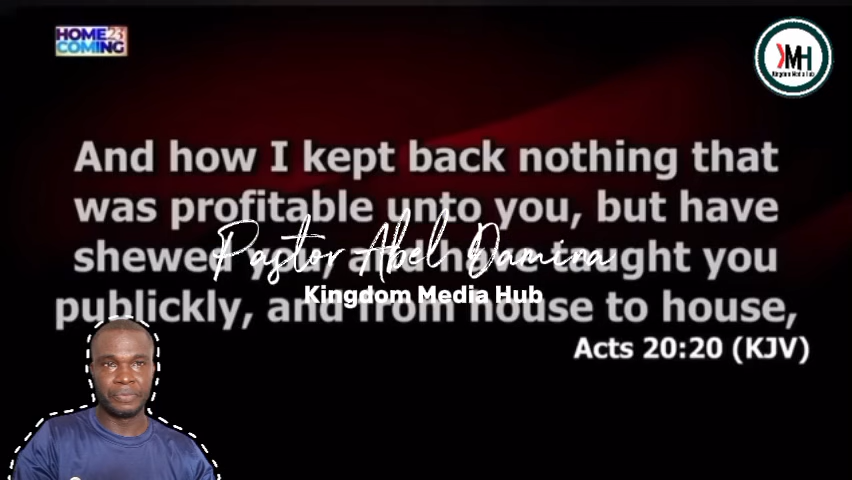 HOME 23
COMING
KMH
Kingdom Media Hub
And how I kept back nothing that
was profitable unto you, but have
shewed you, and have taught you
Pastor Abel Damina
Kingdom Media Hub
publickly, and from house to house,
Acts 20:20 (KJV)